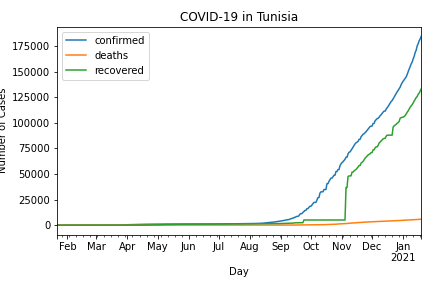 COVID-19 in Tunisia
confirmed
deaths
recovered
175000
150000
125000
100000
75000
50000
25000
0
Number of Cases
Feb Mar Apr May Jun Jul Aug Sep Oct Nov Dec Jan
2021
Day